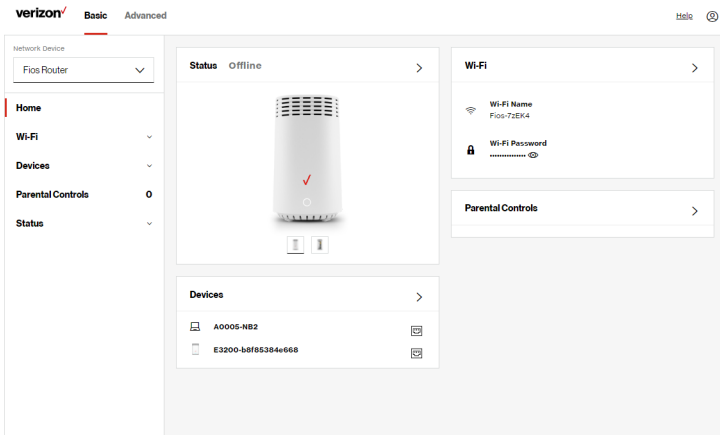 verizon
Basic
Advanced
Help
Network Device
Fios Router
Home
Wi-Fi
Devices
Parental Controls
0
Status
Status
Offline
Devices
A0005-NB2
E3200-b8f85384e668
Wi-Fi
Wi-Fi Name
Fios-7zEK4
Wi-Fi Password
•••••••••••••••
Parental Controls